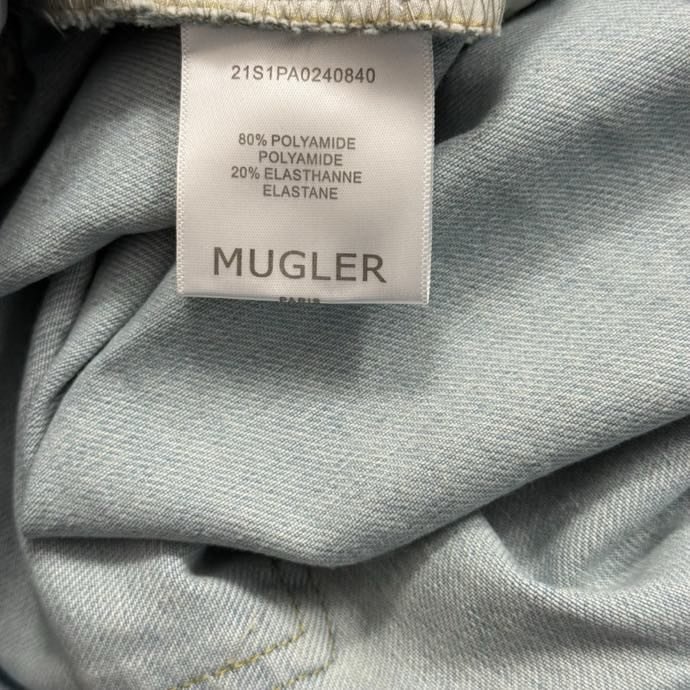 21S1PA0240840
80% POLYAMIDE
POLYAMIDE
20% ELASTHANNE
ELASTANE
MUGLER
PARIS